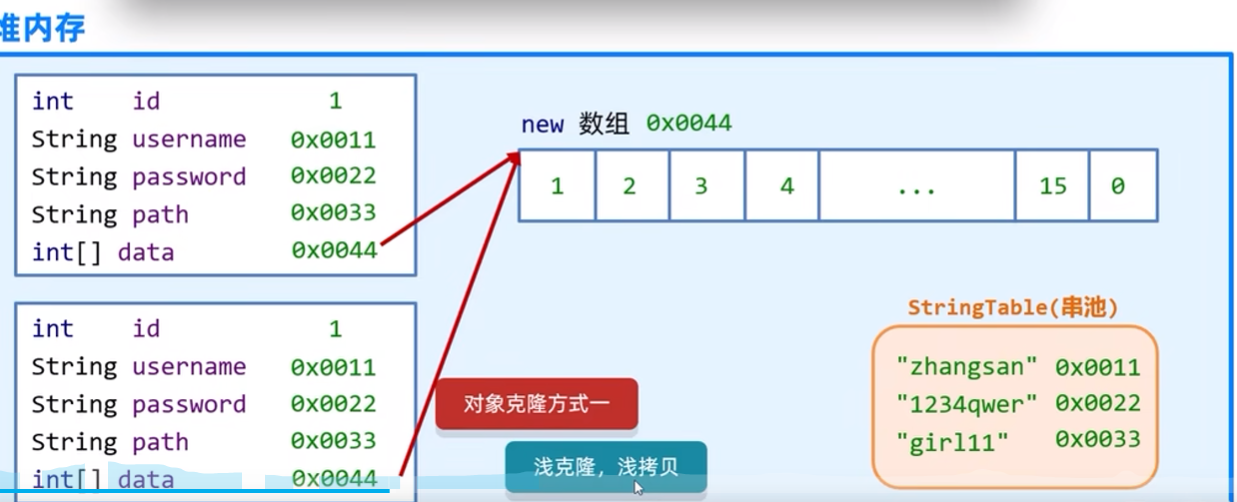 堆内存
int id 1
String username 0x0011
String password 0x0022
String path 0x0033
int[] data 0x0044
new 数组 0x0044
1 2 3 4 ... 15 0
int id 1
String username 0x0011
String password 0x0022
String path 0x0033
int[] data 0x0044
对象克隆方式一
浅克隆，浅拷贝
StringTable(串池)
"zhangsan" 0x0011
"1234qwer" 0x0022
"girl11" 0x0033